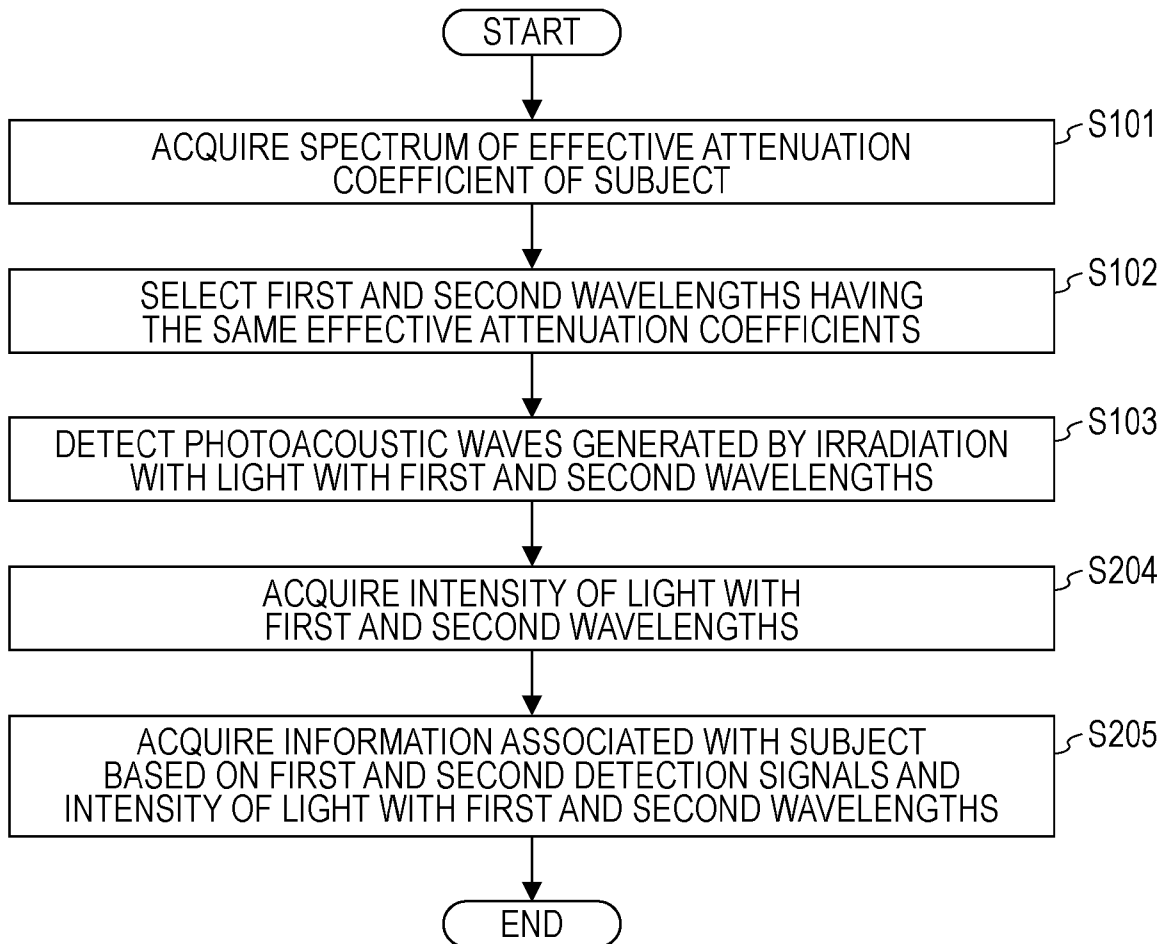 START
S101
ACQUIRE SPECTRUM OF EFFECTIVE ATTENUATION
COEFFICIENT OF SUBJECT
S102
SELECT FIRST AND SECOND WAVELENGTHS HAVING
THE SAME EFFECTIVE ATTENUATION COEFFICIENTS
S103
DETECT PHOTOACOUSTIC WAVES GENERATED BY IRRADIATION
WITH LIGHT WITH FIRST AND SECOND WAVELENGTHS
S204
ACQUIRE INTENSITY OF LIGHT WITH
FIRST AND SECOND WAVELENGTHS
S205
ACQUIRE INFORMATION ASSOCIATED WITH SUBJECT
BASED ON FIRST AND SECOND DETECTION SIGNALS AND
INTENSITY OF LIGHT WITH FIRST AND SECOND WAVELENGTHS
END